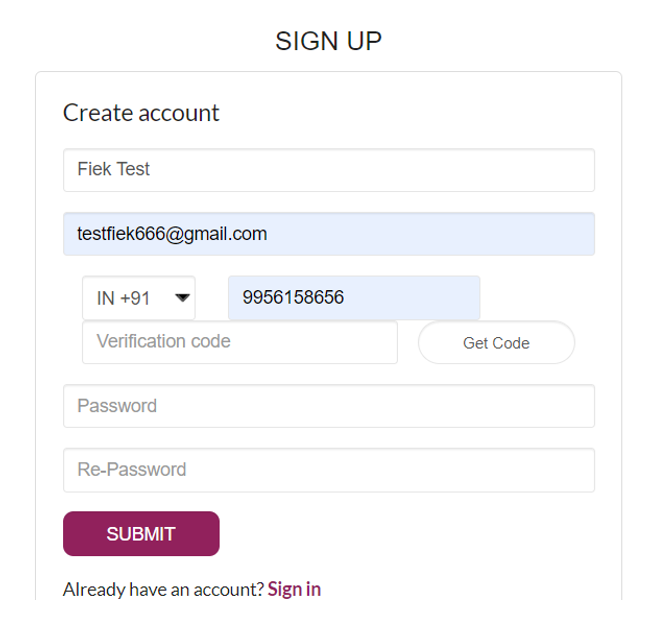 SIGN UP
Create account
Fiek Test
testfiek666@gmail.com
IN +91 9956158656
Verification code Get Code
Password
Re-Password
SUBMIT
Already have an account? Sign in